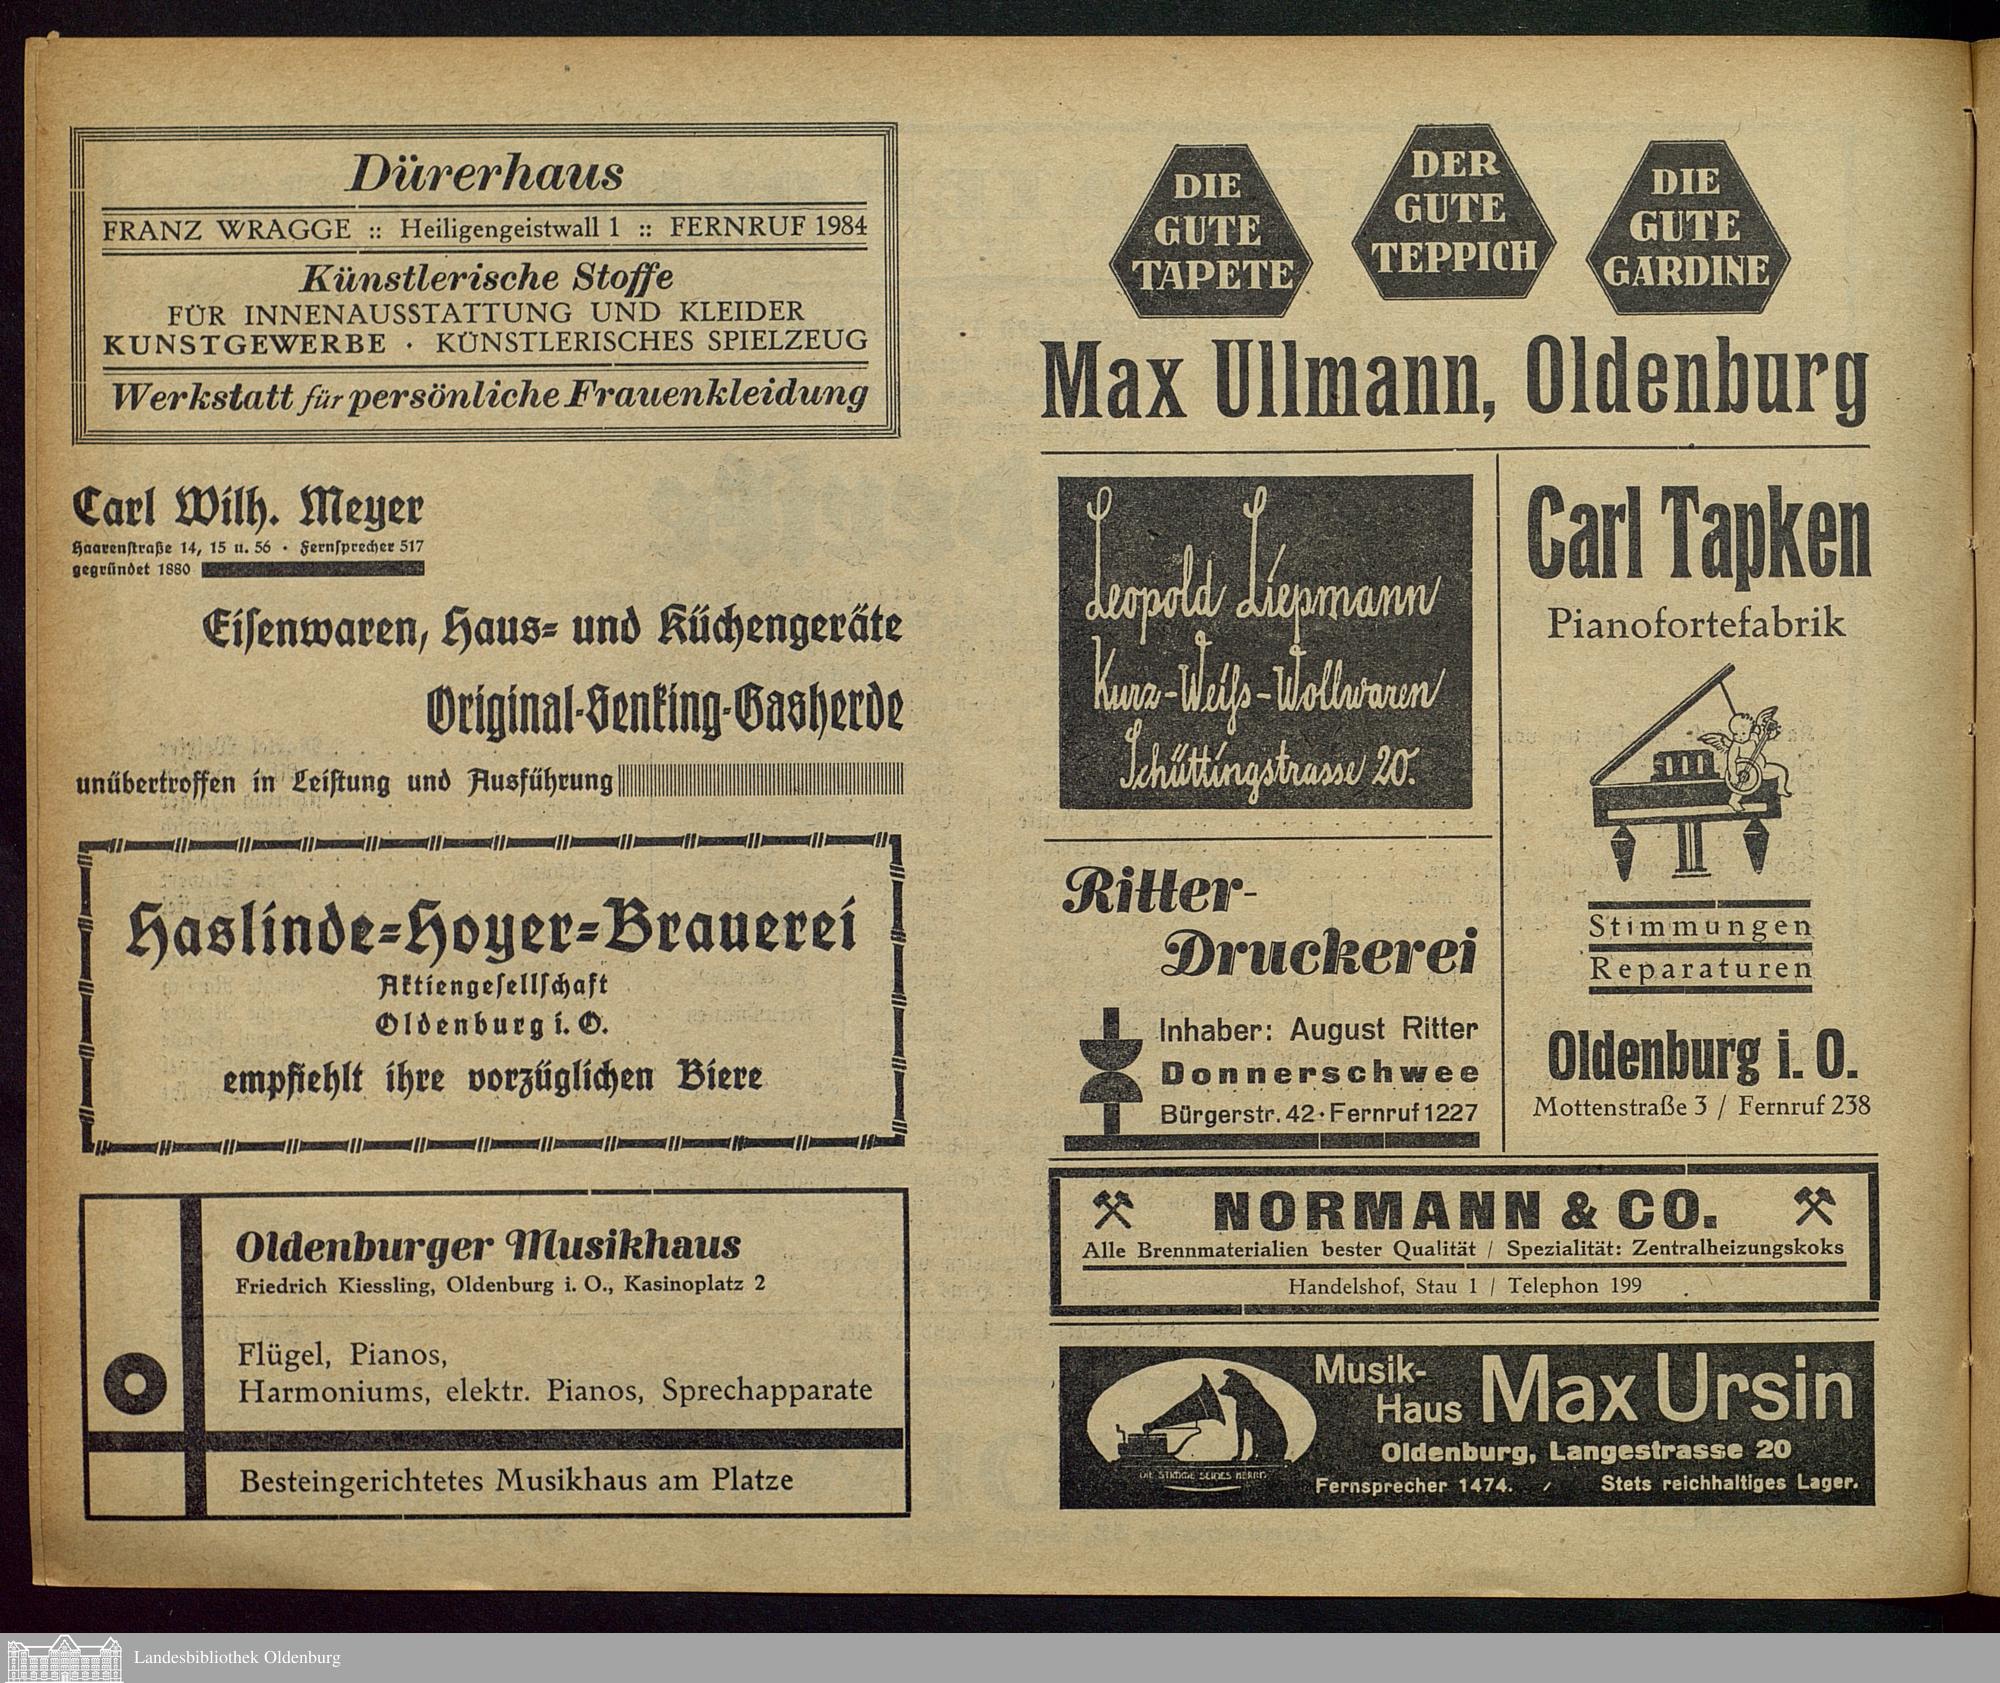 Dürerhaus
FRANZ WRAGGE :: Heiligengeistwall 1 :: FERNRUF 1984
Künstlerische Stoffe
FÜR INNENAUSSTATTUNG UND KLEIDER
KUNSTGEWERBE · KÜNSTLERISCHES SPIELZEUG
Werkstatt für persönliche Frauenkleidung
Carl Wilh. Meyer
Haarenſtraße 14, 15 u. 56 · Fernſprecher 517
gegründet 1880
Eiſenwaren, Haus= und Küchengeräte
Original-Senking-Gasherde
unübertroffen in Leiſtung und Ausführung
Haslinde=Hoyer=Brauerei
Aktiengeſellſchaft
Oldenburg i. O.
empfiehlt ihre vorzüglichen Biere
Oldenburger Musikhaus
Friedrich Kiessling, Oldenburg i. O., Kasinoplatz 2
Flügel, Pianos,
Harmoniums, elektr. Pianos, Sprechapparate
Besteingerichtetes Musikhaus am Platze
DIE
GUTE
TAPETE
DER
GUTE
TEPPICH
DIE
GUTE
GARDINE
Max Ullmann, Oldenburg
Leopold Liepmann
Kurz-Weiſs-Wollwaren
Schüttingstrasse 20.
Carl Tapken
Pianofortefabrik
Stimmungen
Reparaturen
Oldenburg i. O.
Mottenstraße 3 / Fernruf 238
Ritter-
Druckerei
Inhaber: August Ritter
Donnerschwee
Bürgerstr. 42 · Fernruf 1227
NORMANN & CO.
Alle Brennmaterialien bester Qualität / Spezialität: Zentralheizungskoks
Handelshof, Stau 1 / Telephon 199
DIE STIMME SEINES HERRN
Musik-
Haus Max Ursin
Oldenburg, Langestrasse 20
Fernsprecher 1474. / Stets reichhaltiges Lager.
Landesbibliothek Oldenburg